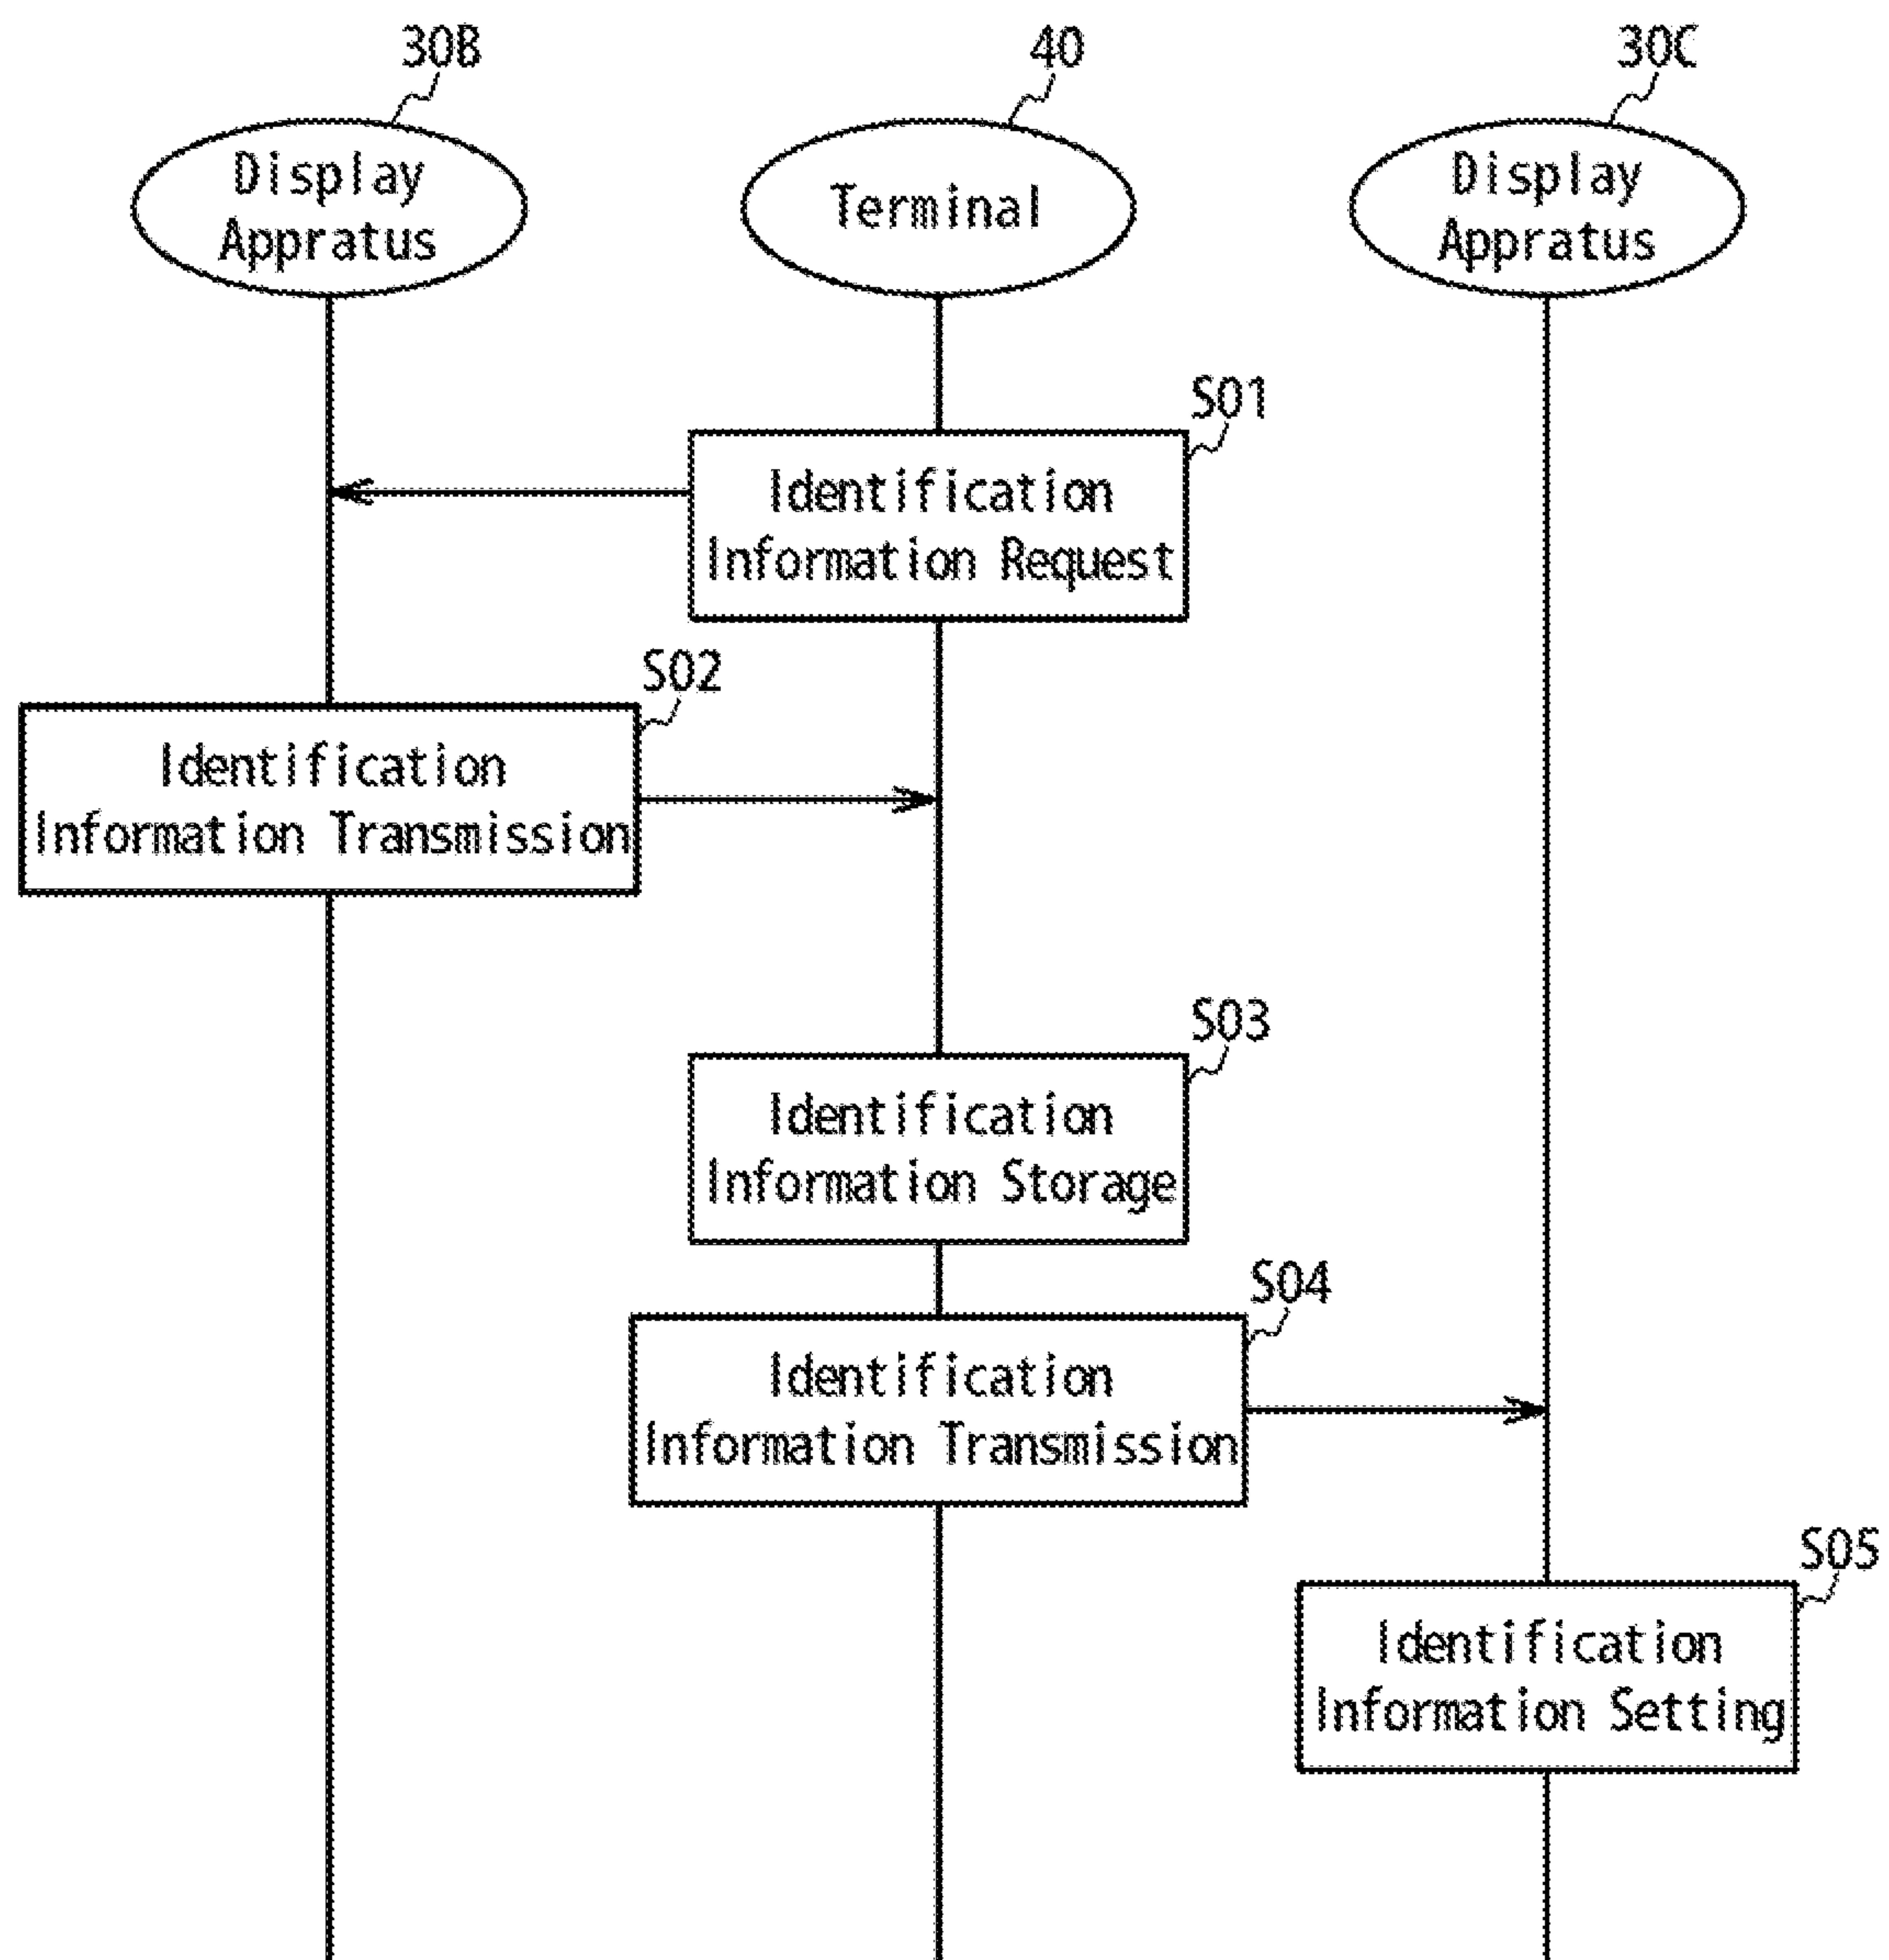 30B
40
30C
Display
Appratus
Terminal
Display
Appratus
S01
Identification
Information Request
S02
Identification
Information Transmission
S03
Identification
Information Storage
S04
Identification
Information Transmission
S05
Identification
Information Setting